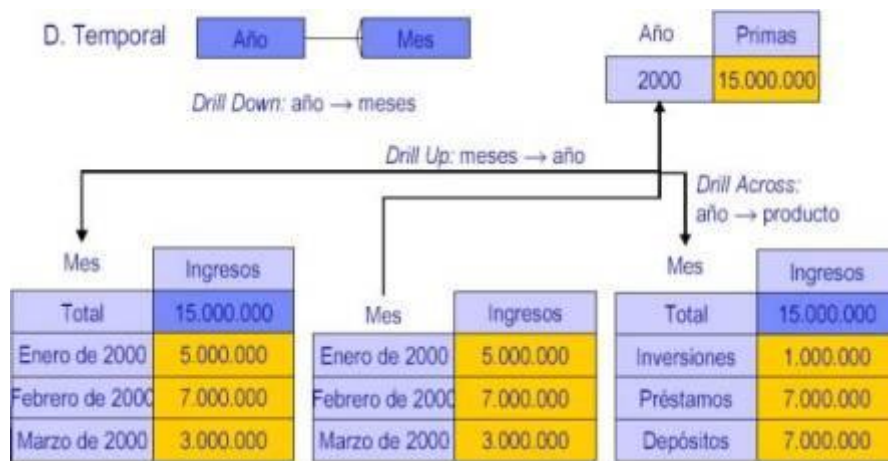 D. Temporal
Año
Mes
Año
Primas
2000
15.000.000
Drill Down: año → meses
Drill Up: meses → año
Drill Across:
año → producto
Mes
Ingresos
Total
15.000.000
Enero de 2000
5.000.000
Febrero de 2000
7.000.000
Marzo de 2000
3.000.000
Mes
Ingresos
Enero de 2000
5.000.000
Febrero de 2000
7.000.000
Marzo de 2000
3.000.000
Mes
Ingresos
Total
15.000.000
Inversiones
1.000.000
Préstamos
7.000.000
Depósitos
7.000.000